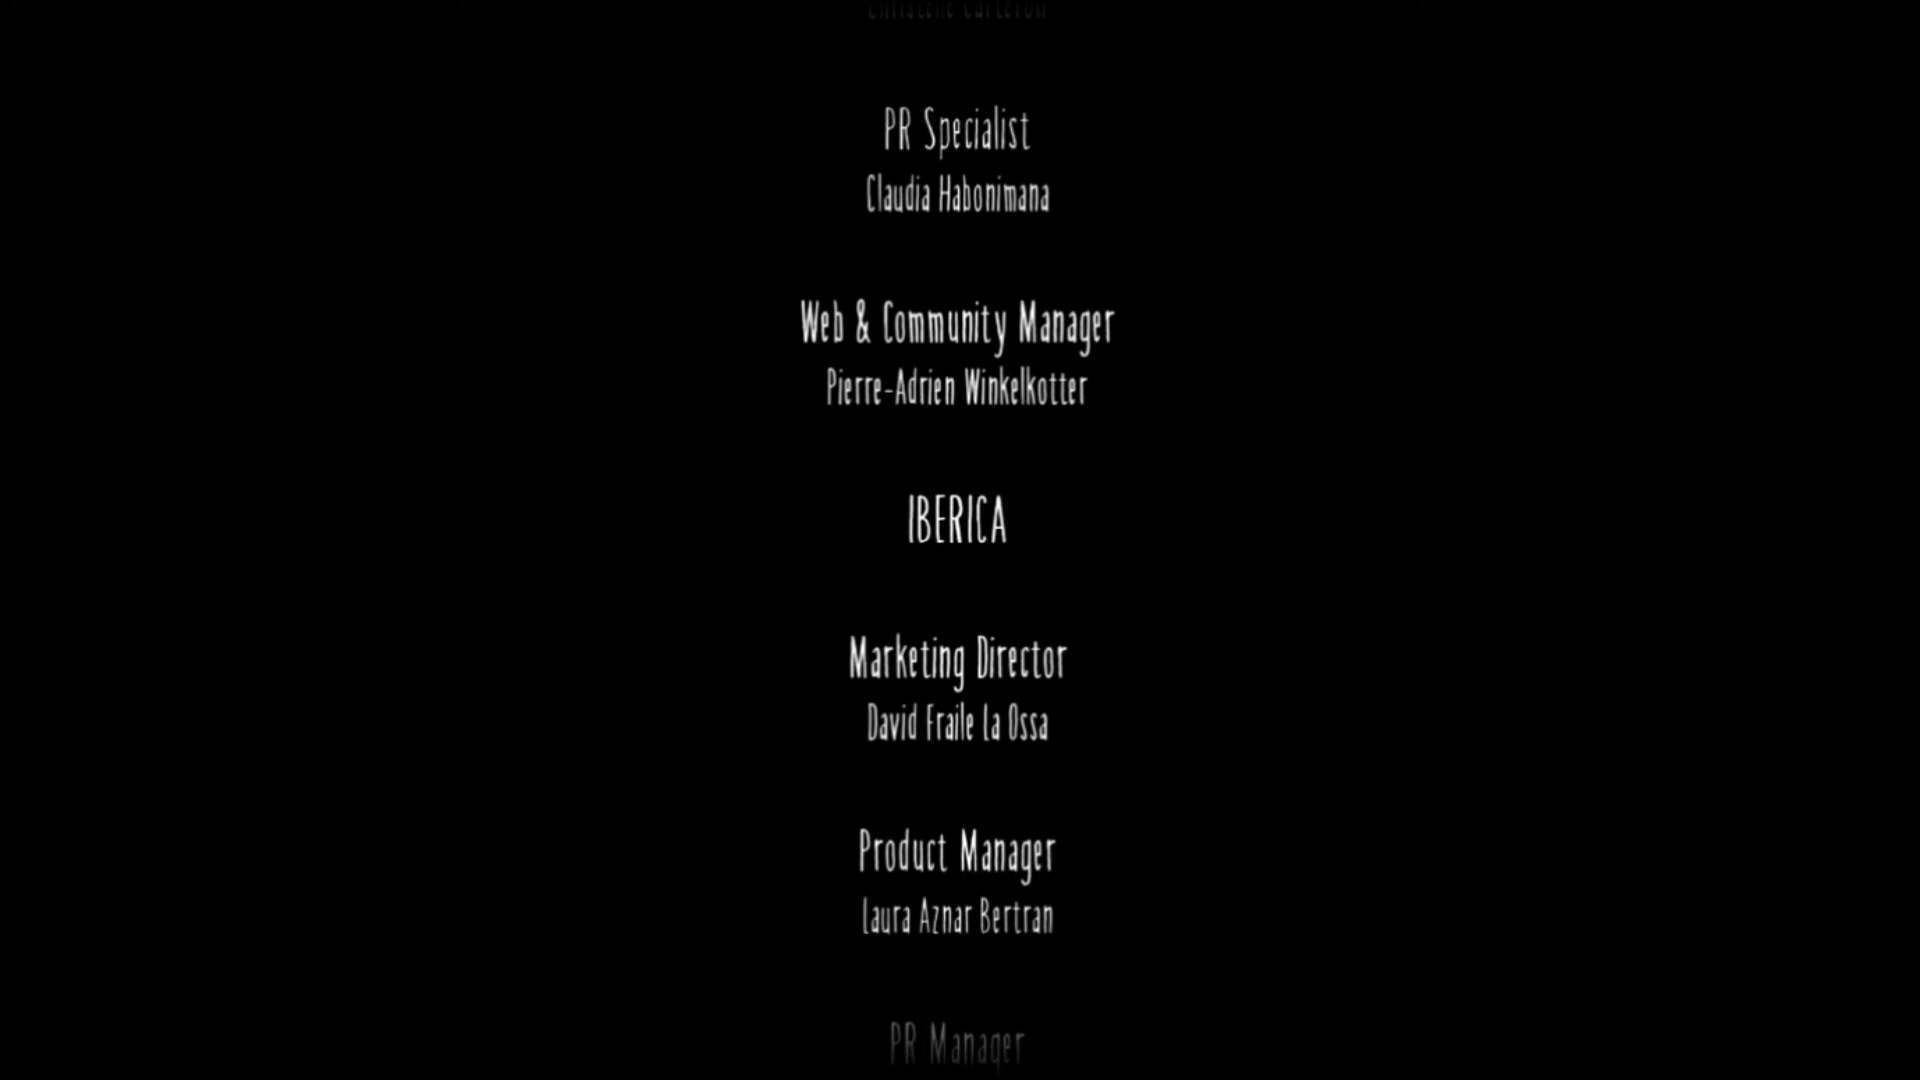 PR Specialist
Claudia Habonimana
Web & Community Manager
Pierre-Adrien Winkelkotter
IBERICA
Marketing Director
David Fraile La Ossa
Product Manager
Laura Aznar Bertran
PR Manager